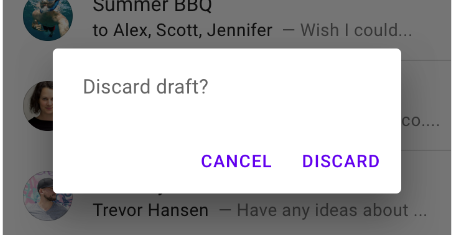 Summer BBQ
to Alex, Scott, Jennifer — Wish I could...
Discard draft?
co....
CANCEL DISCARD
Trevor Hansen — Have any ideas about ...